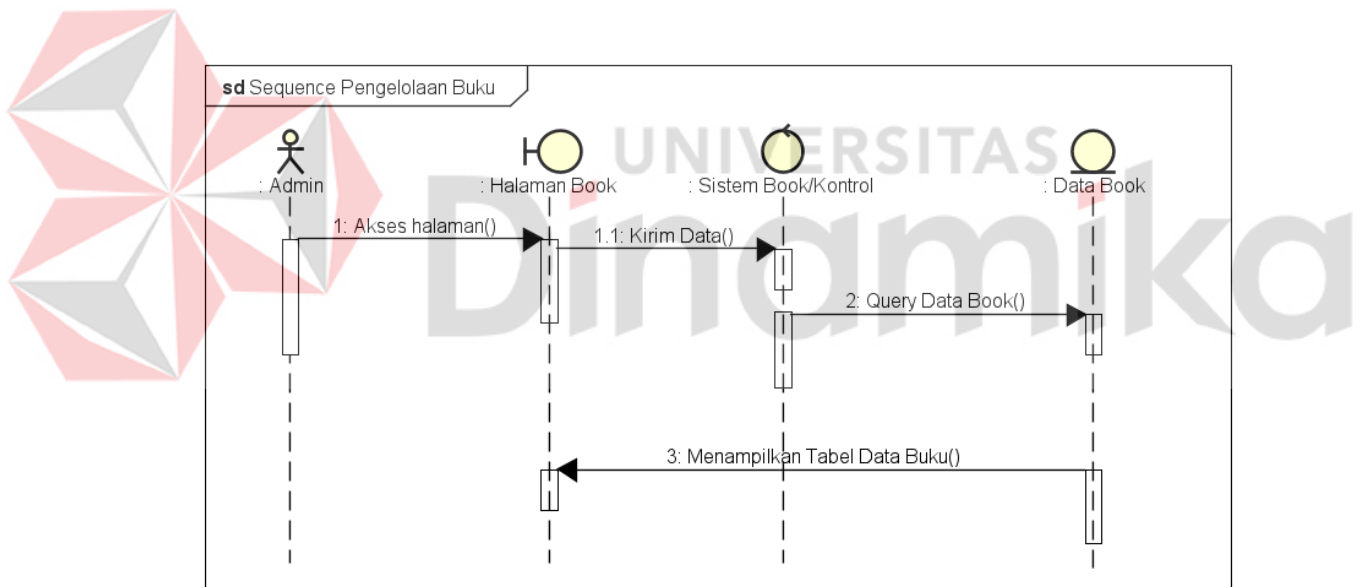 sd Sequence Pengelolaan Buku
UNIVERSITAS
Dinamika
: Admin
: Halaman Book
: Sistem Book/Kontrol
: Data Book
1: Akses halaman()
1.1: Kirim Data()
2: Query Data Book()
3: Menampilkan Tabel Data Buku()